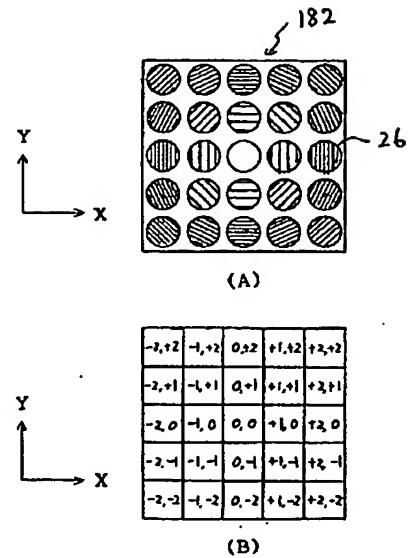 182
26
Y
X
(A)
-2,+2 -1,+2 0,+2 +1,+2 +2,+2
-2,+1 -1,+1 0,+1 +1,+1 +2,+1
-2,0 -1,0 0,0 +1,0 +2,0
-2,-1 -1,-1 0,-1 +1,-1 +2,-1
-2,-2 -1,-2 0,-2 +1,-2 +2,-2
Y
X
(B)